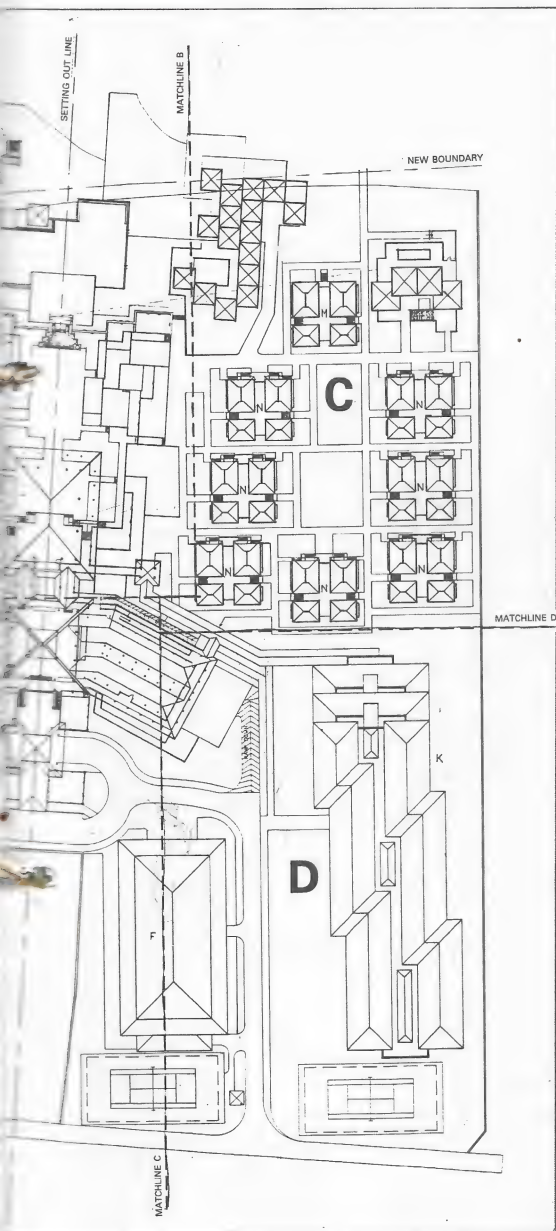 SETTING OUT LINE
MATCHLINE B
NEW BOUNDARY
M
C
N
N
N
N
N
N
N
MATCHLINE D
K
D
F
MATCHLINE C